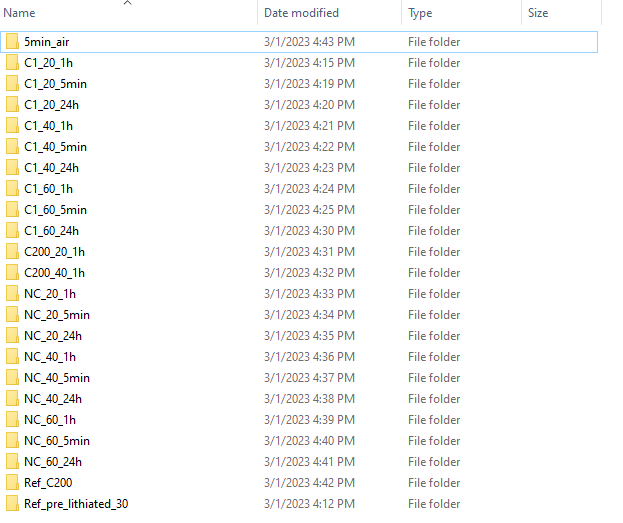 Name Date modified Type Size
5min_air 3/1/2023 4:43 PM File folder
C1_20_1h 3/1/2023 4:15 PM File folder
C1_20_5min 3/1/2023 4:19 PM File folder
C1_20_24h 3/1/2023 4:20 PM File folder
C1_40_1h 3/1/2023 4:21 PM File folder
C1_40_5min 3/1/2023 4:22 PM File folder
C1_40_24h 3/1/2023 4:23 PM File folder
C1_60_1h 3/1/2023 4:24 PM File folder
C1_60_5min 3/1/2023 4:25 PM File folder
C1_60_24h 3/1/2023 4:30 PM File folder
C200_20_1h 3/1/2023 4:31 PM File folder
C200_40_1h 3/1/2023 4:32 PM File folder
NC_20_1h 3/1/2023 4:33 PM File folder
NC_20_5min 3/1/2023 4:34 PM File folder
NC_20_24h 3/1/2023 4:35 PM File folder
NC_40_1h 3/1/2023 4:36 PM File folder
NC_40_5min 3/1/2023 4:37 PM File folder
NC_40_24h 3/1/2023 4:38 PM File folder
NC_60_1h 3/1/2023 4:39 PM File folder
NC_60_5min 3/1/2023 4:40 PM File folder
NC_60_24h 3/1/2023 4:41 PM File folder
Ref_C200 3/1/2023 4:42 PM File folder
Ref_pre_lithiated_30 3/1/2023 4:12 PM File folder